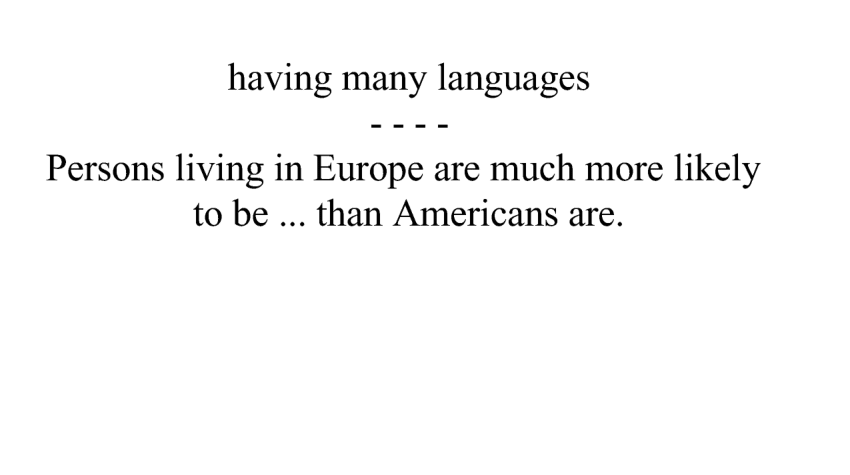 having many languages
- - - -
Persons living in Europe are much more likely
to be ... than Americans are.